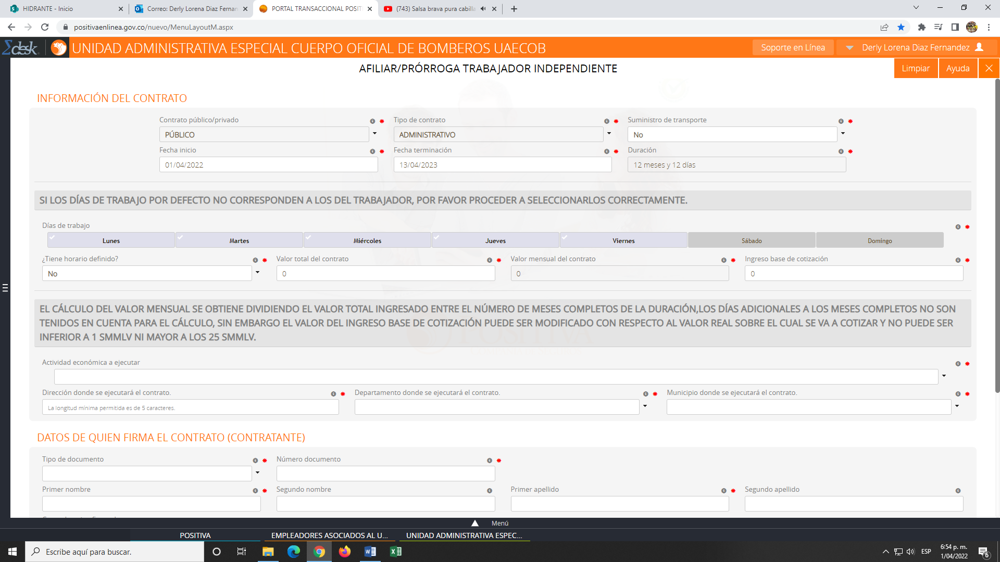 HIDRANTE - Inicio
Correo: Derly Lorena Diaz Fernan
PORTAL TRANSACCIONAL POSITI
(743) Salsa brava pura cabilla
positivaenlinea.gov.co/nuevo/MenuLayoutM.aspx
desk
UNIDAD ADMINISTRATIVA ESPECIAL CUERPO OFICIAL DE BOMBEROS UAECOB
Soporte en Línea
Derly Lorena Diaz Fernandez
AFILIAR/PRÓRROGA TRABAJADOR INDEPENDIENTE
Limpiar
Ayuda
INFORMACIÓN DEL CONTRATO
Contrato público/privado
Tipo de contrato
Suministro de transporte
PÚBLICO
ADMINISTRATIVO
No
Fecha inicio
Fecha terminación
Duración
01/04/2022
13/04/2023
12 meses y 12 días
SI LOS DÍAS DE TRABAJO POR DEFECTO NO CORRESPONDEN A LOS DEL TRABAJADOR, POR FAVOR PROCEDER A SELECCIONARLOS CORRECTAMENTE.
Días de trabajo
Lunes
Martes
Miércoles
Jueves
Viernes
Sábado
Domingo
¿Tiene horario definido?
Valor total del contrato
Valor mensual del contrato
Ingreso base de cotización
No
0
0
0
EL CÁLCULO DEL VALOR MENSUAL SE OBTIENE DIVIDIENDO EL VALOR TOTAL INGRESADO ENTRE EL NÚMERO DE MESES COMPLETOS DE LA DURACIÓN,LOS DÍAS ADICIONALES A LOS MESES COMPLETOS NO SON
TENIDOS EN CUENTA PARA EL CÁLCULO, SIN EMBARGO EL VALOR DEL INGRESO BASE DE COTIZACIÓN PUEDE SER MODIFICADO CON RESPECTO AL VALOR REAL SOBRE EL CUAL SE VA A COTIZAR Y NO PUEDE SER
INFERIOR A 1 SMMLV NI MAYOR A LOS 25 SMMLV.
Actividad económica a ejecutar
Dirección donde se ejecutará el contrato.
Departamento donde se ejecutará el contrato.
Municipio donde se ejecutará el contrato.
La longitud mínima permitida es de 5 caracteres.
DATOS DE QUIEN FIRMA EL CONTRATO (CONTRATANTE)
Tipo de documento
Número documento
Primer nombre
Segundo nombre
Primer apellido
Segundo apellido
Menú
POSITIVA
EMPLEADORES ASOCIADOS AL U...
UNIDAD ADMINISTRATIVA ESPEC...
Escribe aquí para buscar.
ESP
6:54 p. m.
1/04/2022
6